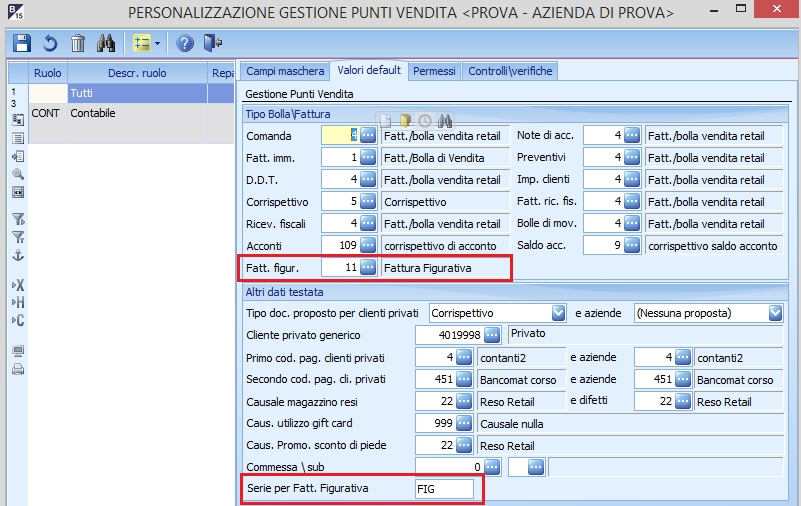 B 15 PERSONALIZZAZIONE GESTIONE PUNTI VENDITA <PROVA - AZIENDA DI PROVA>
Ruolo Descr. ruolo Repa
1 Tutti
3
CONT Contabile
Campi maschera Valori default Permessi Controlli\verifiche
Gestione Punti Vendita
Tipo Bolla\Fattura
Comanda 4 Fatt./bolla vendita retail Note di acc. 4 Fatt./bolla vendita retail
Fatt. imm. 1 Fatt./Bolla di Vendita Preventivi 4 Fatt./bolla vendita retail
D.D.T. 4 Fatt./bolla vendita retail Imp. clienti 4 Fatt./bolla vendita retail
Corrispettivo 5 Corrispettivo Fatt. ric. fis. 4 Fatt./bolla vendita retail
Ricev. fiscali 4 Fatt./bolla vendita retail Bolle di mov. 4 Fatt./bolla vendita retail
Acconti 109 corrispettivo di acconto Saldo acc. 9 corrispettivo saldo acconto
Fatt. figur. 11 Fattura Figurativa
Altri dati testata
Tipo doc. proposto per clienti privati Corrispettivo e aziende (Nessuna proposta)
Cliente privato generico 4019998 Privato
Primo cod. pag. clienti privati 4 contanti2 e aziende 4 contanti2
Secondo cod. pag. cli. privati 451 Bancomat corso e aziende 451 Bancomat corso
Causale magazzino resi 22 Reso Retail e difetti 22 Reso Retail
Caus. utilizzo gift card 999 Causale nulla
Caus. Promo. sconto di piede 22 Reso Retail
Commessa \ sub 0
Serie per Fatt. Figurativa FIG